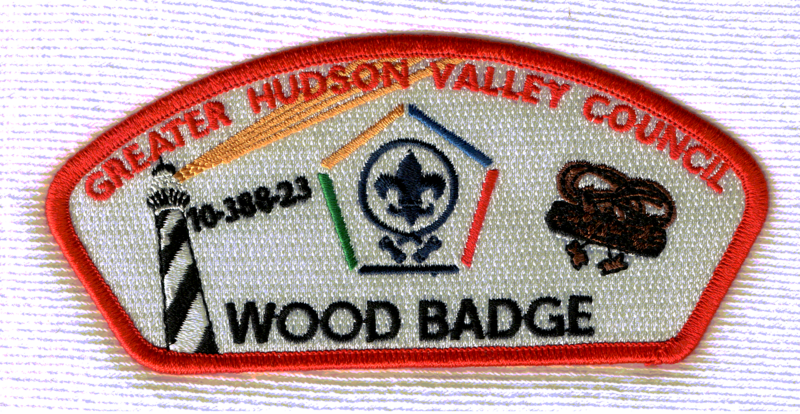 GREATER HUDSON VALLEY COUNCIL
10-388-23
WOOD BADGE